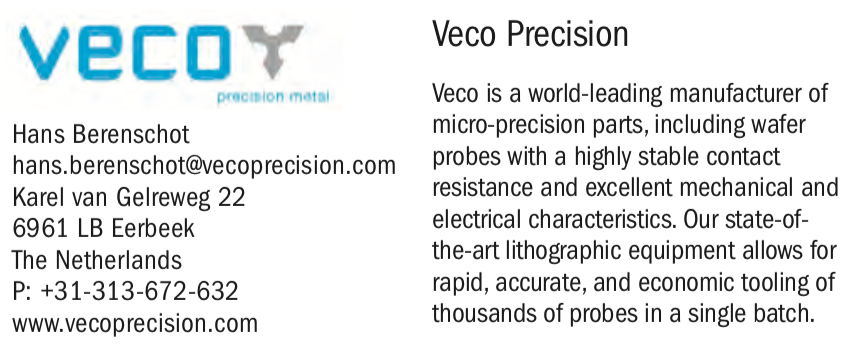 veco
precision metal
Hans Berenschot
hans.berenschot@vecoprecision.com
Karel van Gelreweg 22
6961 LB Eerbeek
The Netherlands
P: +31-313-672-632
www.vecoprecision.com
Veco Precision
Veco is a world-leading manufacturer of
micro-precision parts, including wafer
probes with a highly stable contact
resistance and excellent mechanical and
electrical characteristics. Our state-of-
the-art lithographic equipment allows for
rapid, accurate, and economic tooling of
thousands of probes in a single batch.